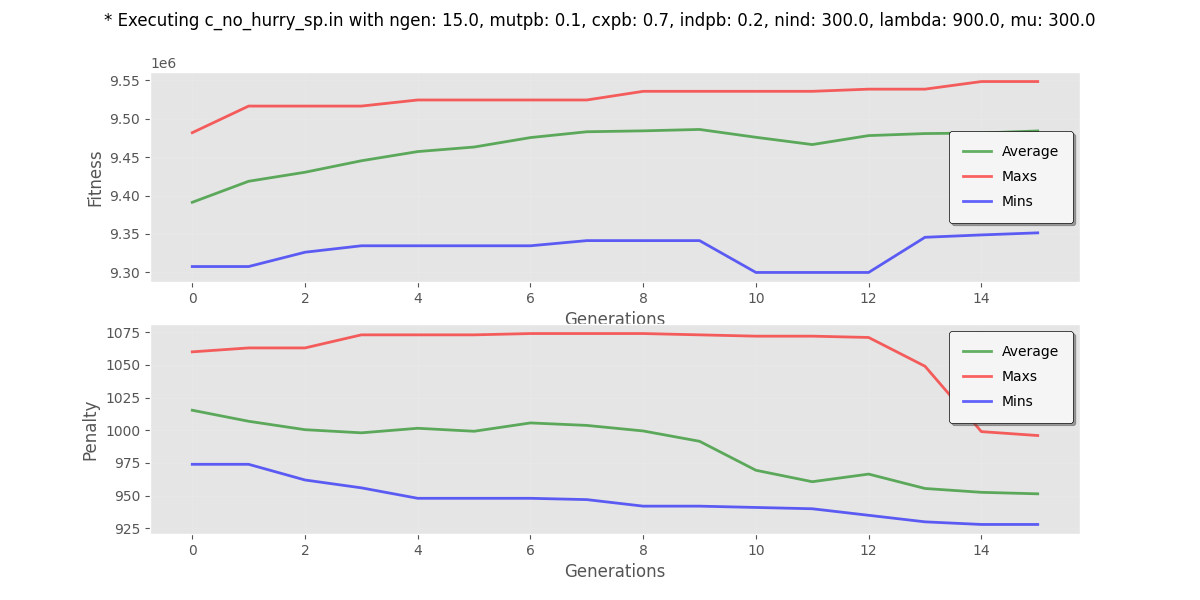 * Executing c_no_hurry_sp.in with ngen: 15.0, mutpb: 0.1, cxpb: 0.7, indpb: 0.2, nind: 300.0, lambda: 900.0, mu: 300.0
1e6
9.55
9.50
9.45
9.40
9.35
9.30
Fitness
Average
Maxs
Mins
0 2 4 6 8 10 12 14
Generations
1075
1050
1025
1000
975
950
925
Penalty
Average
Maxs
Mins
0 2 4 6 8 10 12 14
Generations